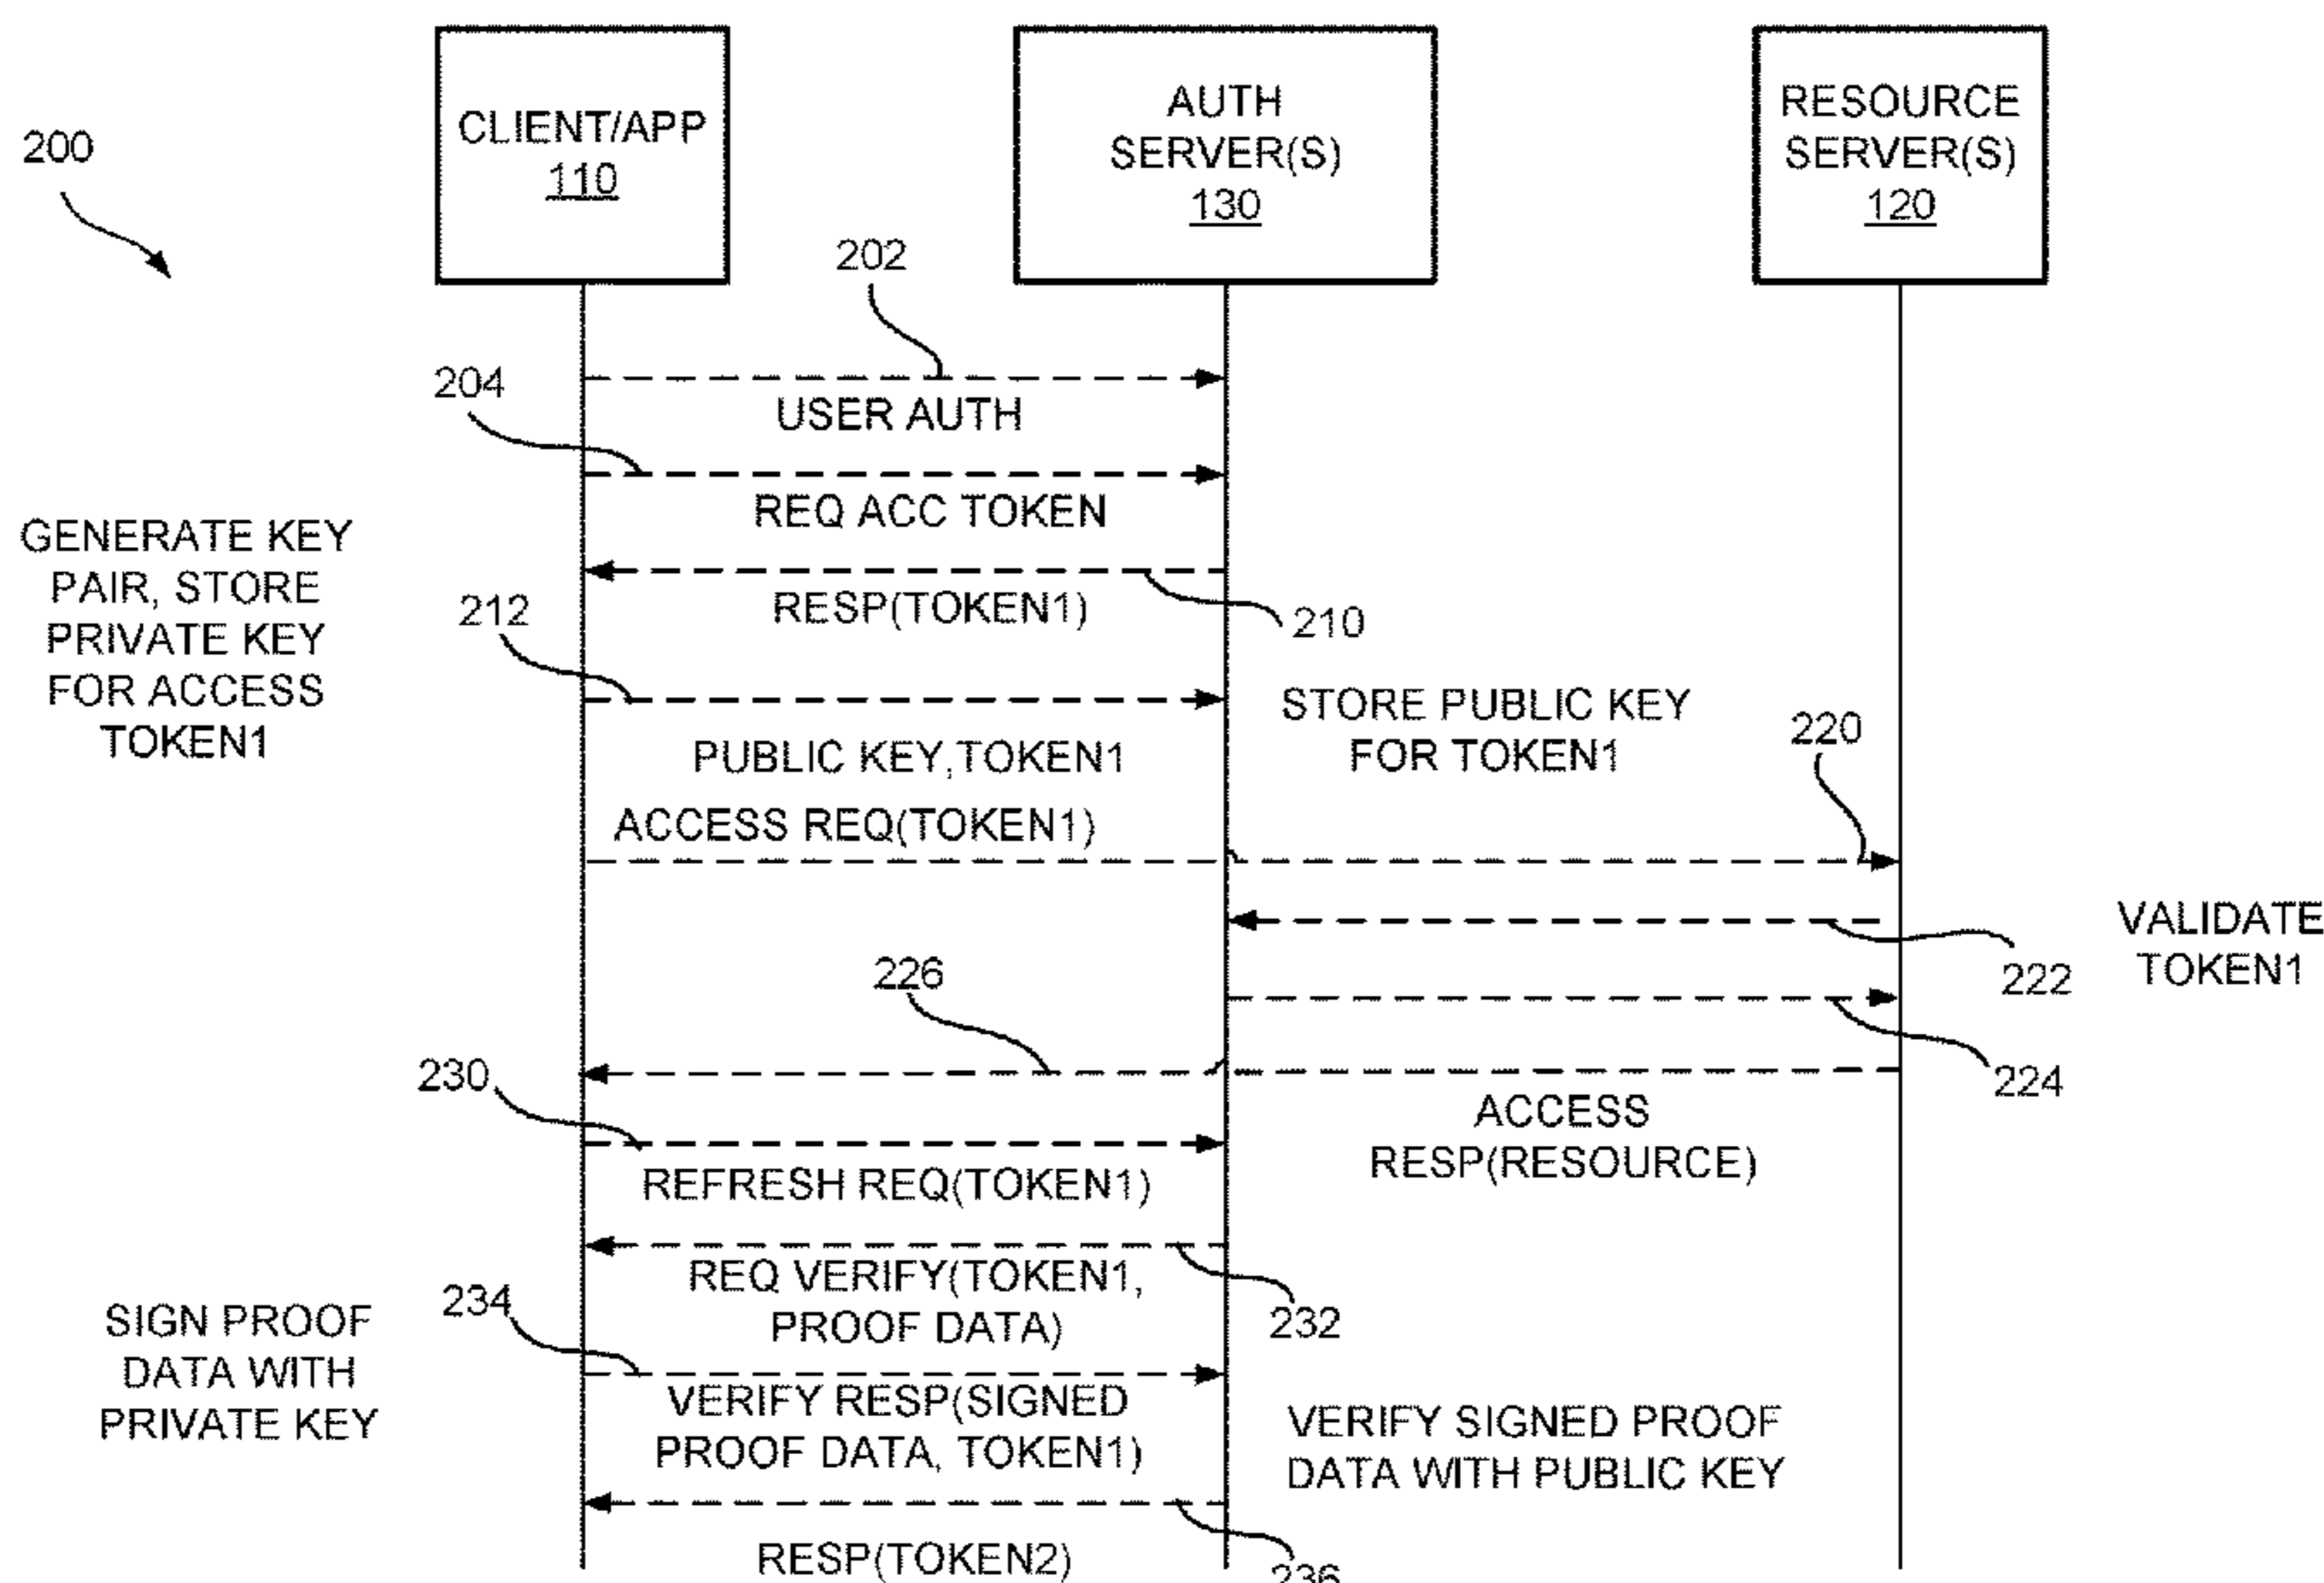 200
CLIENT/APP
110
AUTH
SERVER(S)
130
RESOURCE
SERVER(S)
120
202
USER AUTH
204
REQ ACC TOKEN
GENERATE KEY
PAIR, STORE
PRIVATE KEY
FOR ACCESS
TOKEN1
RESP(TOKEN1)
210
212
PUBLIC KEY,TOKEN1
STORE PUBLIC KEY
FOR TOKEN1
220
ACCESS REQ(TOKEN1)
VALIDATE
TOKEN1
222
224
226
ACCESS
RESP(RESOURCE)
230
REFRESH REQ(TOKEN1)
REQ VERIFY(TOKEN1,
PROOF DATA)
232
SIGN PROOF
DATA WITH
PRIVATE KEY
234
VERIFY RESP(SIGNED
PROOF DATA, TOKEN1)
VERIFY SIGNED PROOF
DATA WITH PUBLIC KEY
RESP(TOKEN2)
236